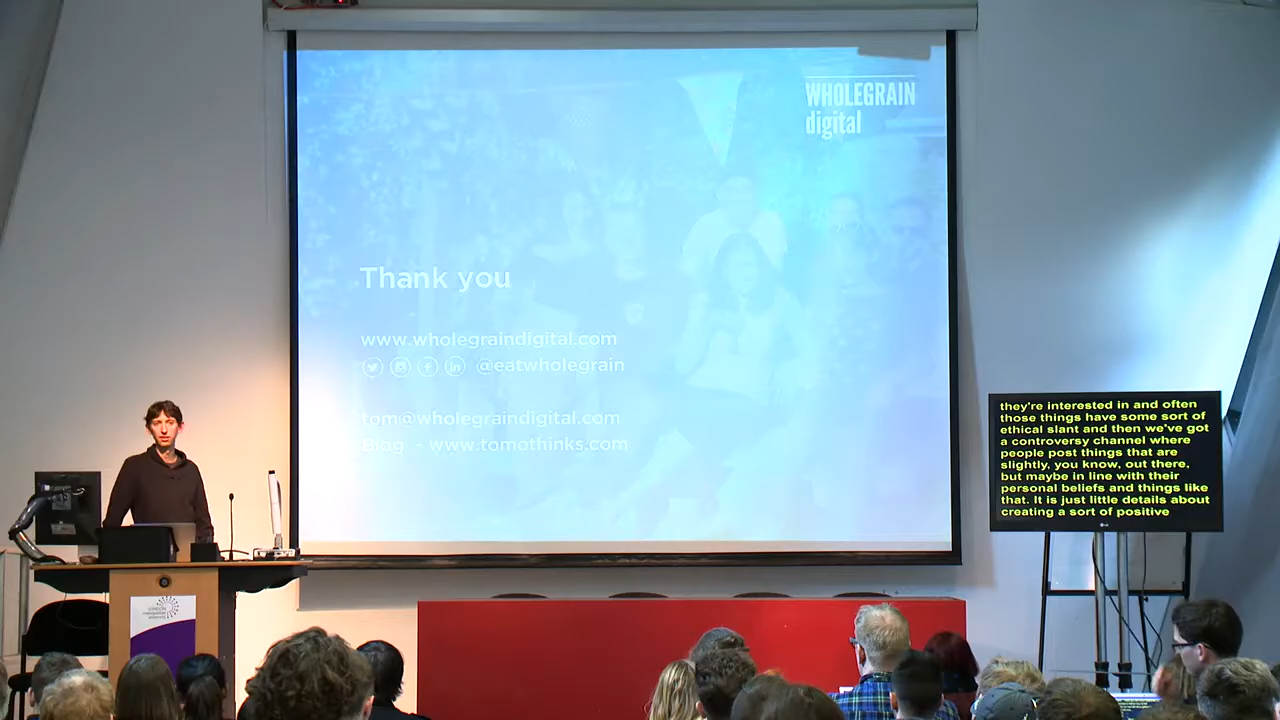 WHOLEGRAIN
digital
Thank you
www.wholegraindigital.com
@eatwholegrain
tom@wholegraindigital.com
Blog - www.tomothinks.com
they're interested in and often
those things have some sort of
ethical slant and then we've got
a controversy channel where
people post things that are
slightly, you know, out there,
but maybe in line with their
personal beliefs and things like
that. It is just little details about
creating a sort of positive
LG